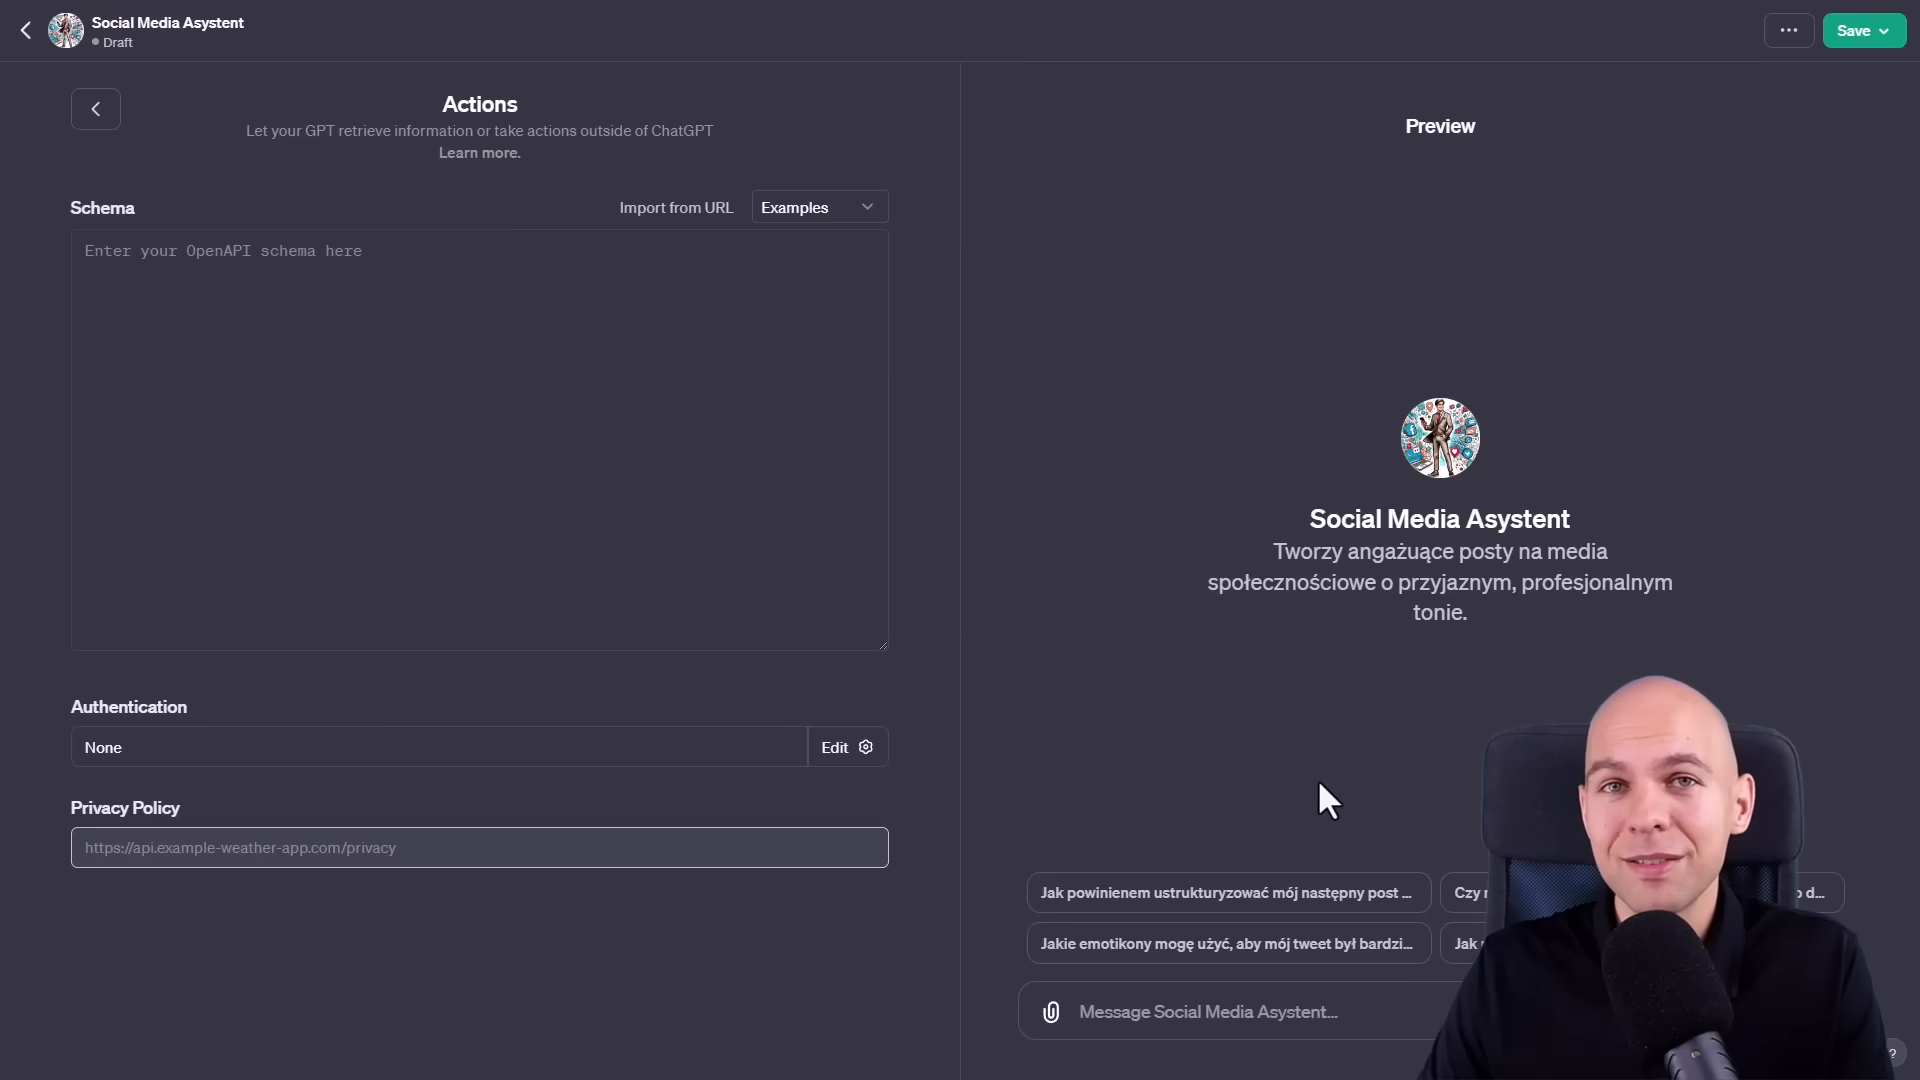 Social Media Asystent
Draft
Save
Actions
Let your GPT retrieve information or take actions outside of ChatGPT
Learn more.
Schema
Import from URL
Examples
Enter your OpenAPI schema here
Authentication
None
Edit
Privacy Policy
https://api.example-weather-app.com/privacy
Preview
Social Media Asystent
Tworzy angażuące posty na media
społecznościowe o przyjaznym, profesjonalnym
tonie.
Jak powinienem ustrukturyzować mój następny post ...
Czy
d...
Jakie emotikony mogę użyć, aby mój tweet był bardzi...
Jak
Message Social Media Asystent...
?